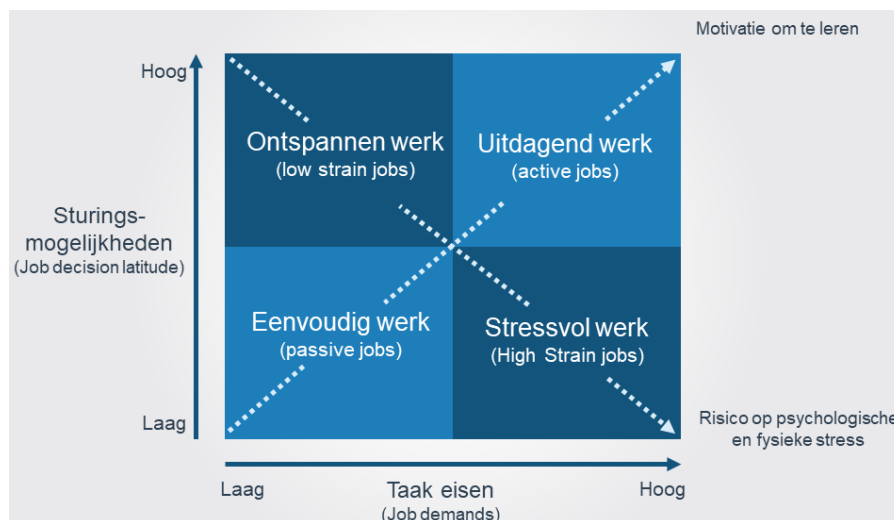 Motivatie om te leren
Hoog
Ontspannen werk
(low strain jobs)
Uitdagend werk
(active jobs)
Sturings-
mogelijkheden
(Job decision latitude)
Eenvoudig werk
(passive jobs)
Stressvol werk
(High Strain jobs)
Laag
Risico op psychologische
en fysieke stress
Laag
Taak eisen
(Job demands)
Hoog